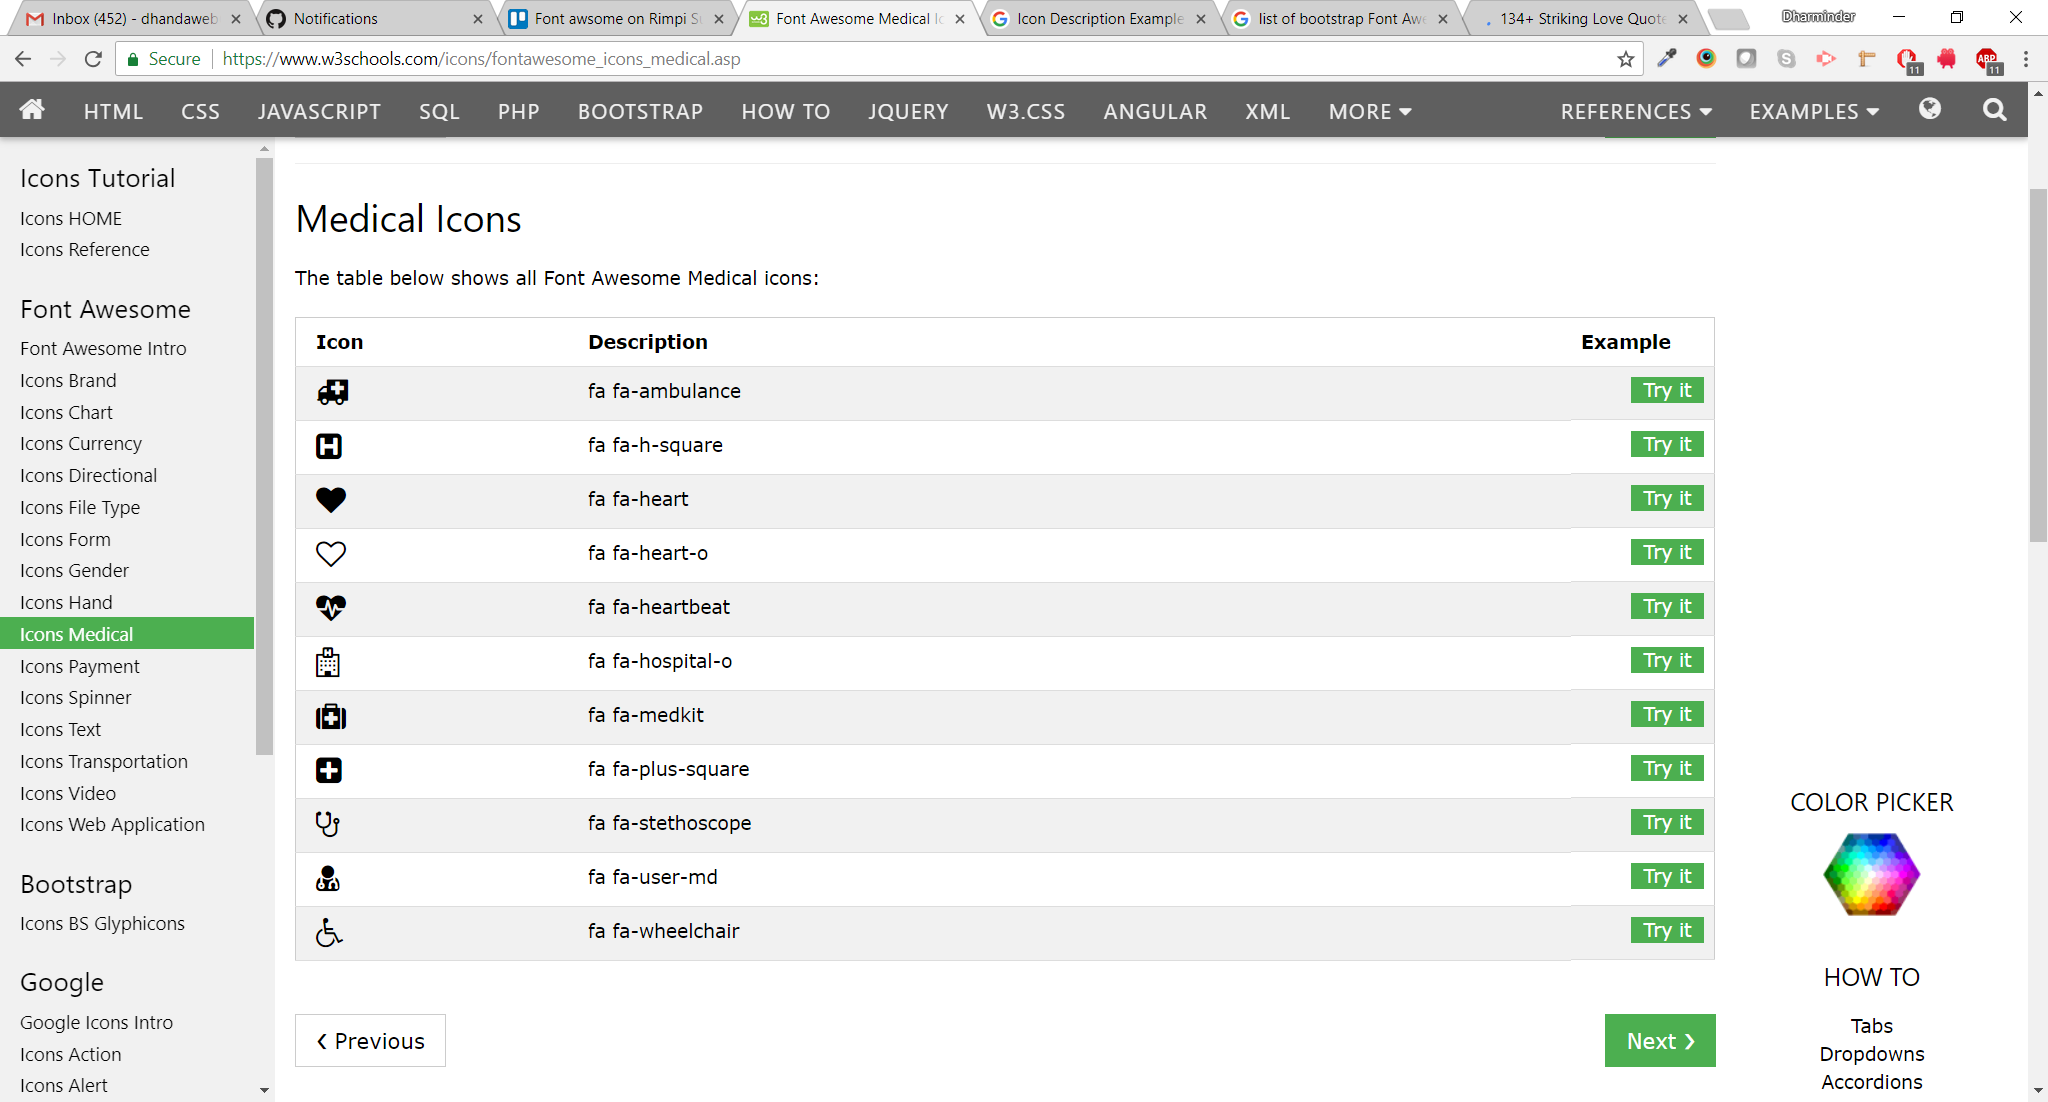 Inbox (452) - dhandaweb
Notifications
Font awsome on Rimpi S
Font Awesome Medical Ic
Icon Description Example
list of bootstrap Font Awe
134+ Striking Love Quote
Dharminder
Secure
https://www.w3schools.com/icons/fontawesome_icons_medical.asp
11
ABP
11
HTML CSS JAVASCRIPT SQL PHP BOOTSTRAP HOW TO JQUERY W3.CSS ANGULAR XML MORE REFERENCES EXAMPLES
Icons Tutorial
Icons HOME
Icons Reference
Font Awesome
Font Awesome Intro
Icons Brand
Icons Chart
Icons Currency
Icons Directional
Icons File Type
Icons Form
Icons Gender
Icons Hand
Icons Medical
Icons Payment
Icons Spinner
Icons Text
Icons Transportation
Icons Video
Icons Web Application
Bootstrap
Icons BS Glyphicons
Google
Google Icons Intro
Icons Action
Icons Alert
Medical Icons
The table below shows all Font Awesome Medical icons:
Icon Description Example
fa fa-ambulance Try it
H fa fa-h-square Try it
fa fa-heart Try it
fa fa-heart-o Try it
fa fa-heartbeat Try it
fa fa-hospital-o Try it
fa fa-medkit Try it
fa fa-plus-square Try it
fa fa-stethoscope Try it
fa fa-user-md Try it
fa fa-wheelchair Try it
❮ Previous
Next ❯
COLOR PICKER
HOW TO
Tabs
Dropdowns
Accordions